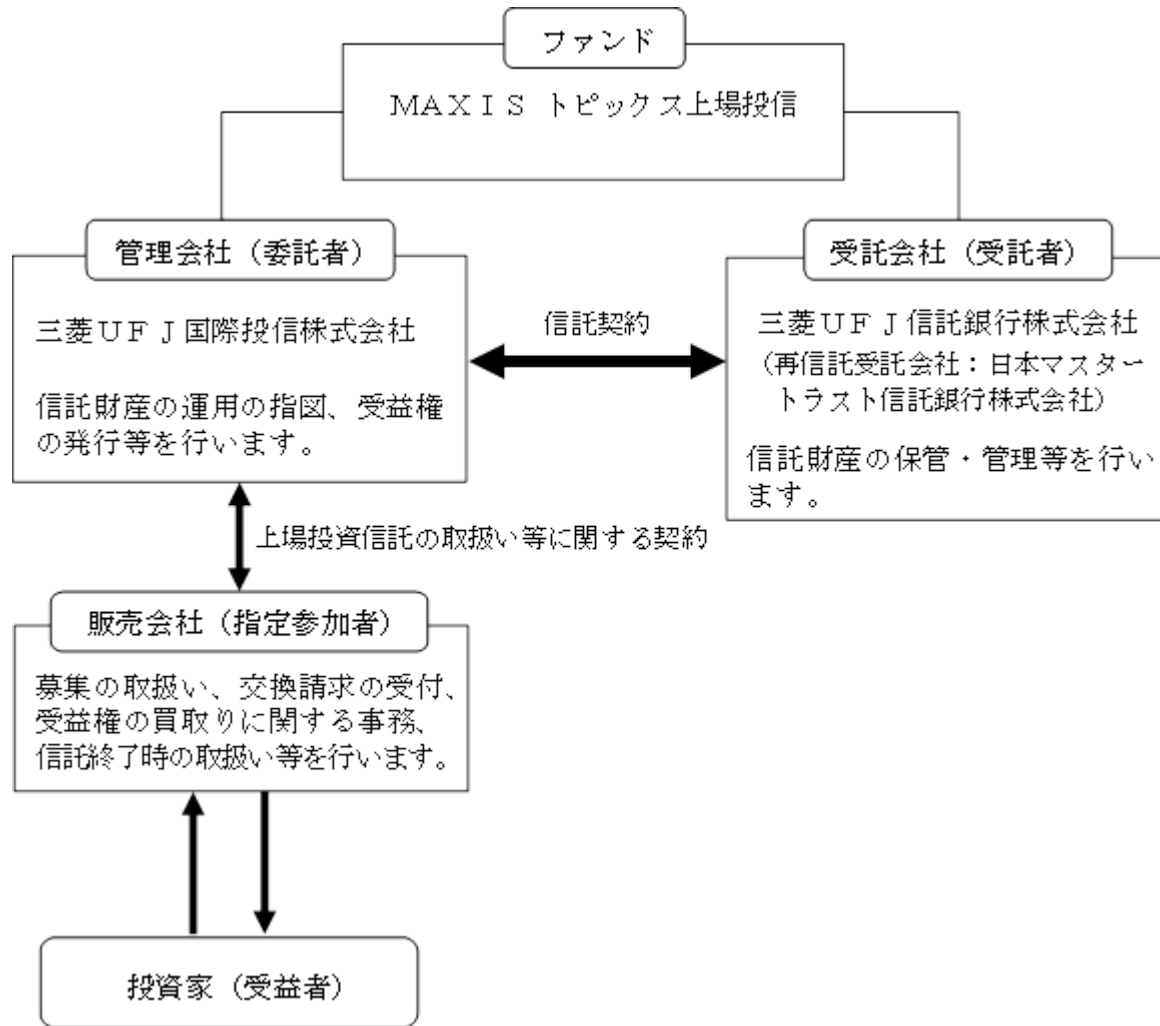 ファンド
ＭＡＸＩＳ トピックス上場投信
管理会社（委託者）
三菱ＵＦＪ国際投信株式会社
信託財産の運用の指図、受益権
の発行等を行います。
信託契約
受託会社（受託者）
三菱ＵＦＪ信託銀行株式会社
（再信託受託会社：日本マスター
トラスト信託銀行株式会社）
信託財産の保管・管理等を行い
ます。
上場投資信託の取扱い等に関する契約
販売会社（指定参加者）
募集の取扱い、交換請求の受付、
受益権の買取りに関する事務、
信託終了時の取扱い等を行います。
投資家（受益者）